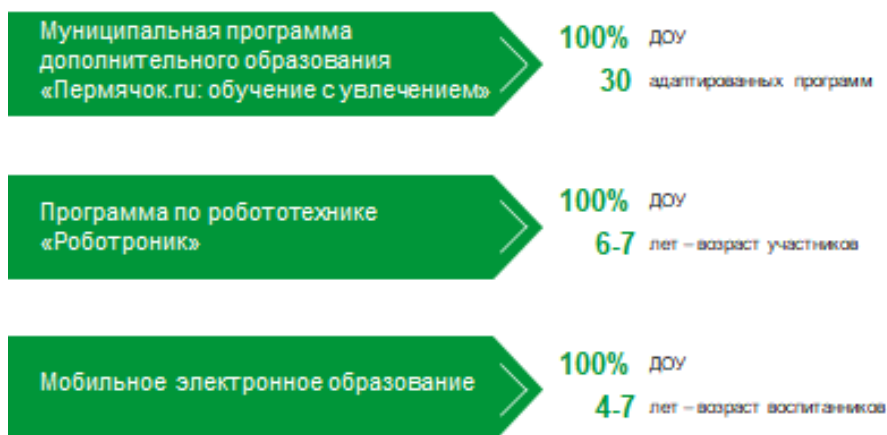 Муниципальная программа
дополнительного образования
«Пермячок.ru: обучение с увлечением»
100% ДОУ
30 адаптированных программ
Программа по робототехнике
«Роботроник»
100% ДОУ
6-7 лет – возраст участников
Мобильное электронное образование
100% ДОУ
4-7 лет – возраст воспитанников